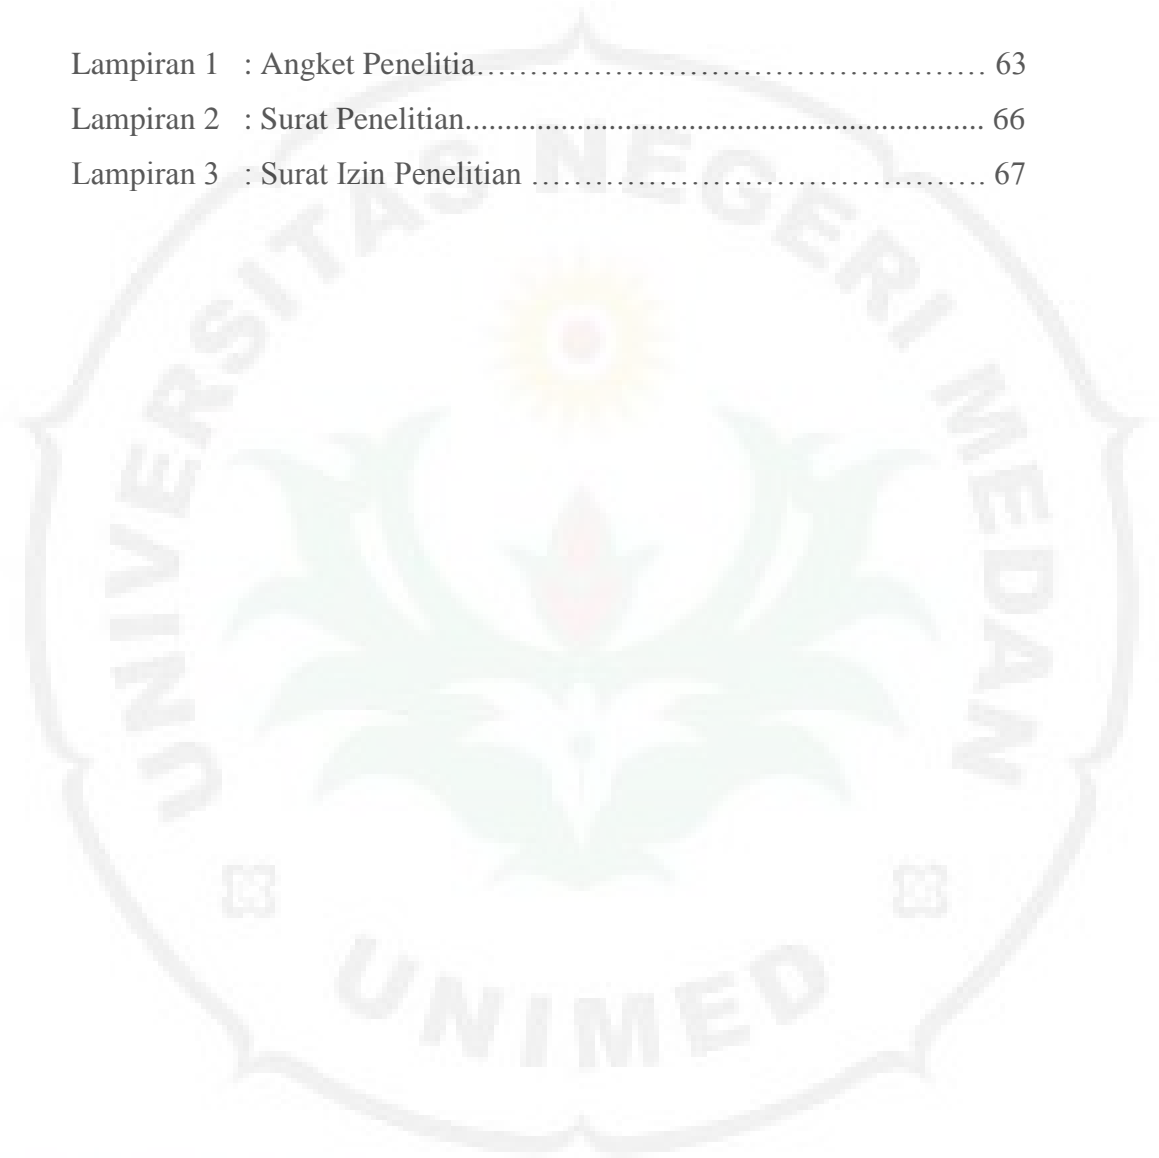 Lampiran 1 : Angket Penelitia................................................ 63
Lampiran 2 : Surat Penelitian................................................................................ 66
Lampiran 3 : Surat Izin Penelitian ........................................... 67
UNIVERSITAS NEGERI MEDAN
UNIMED